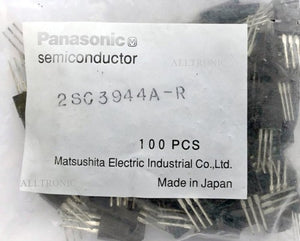 Panasonic
semiconductor
2SC3944A-R
100 PCS
Matsushita Electric Industrial Co.,Ltd.
Made in Japan
ALLTRONIC